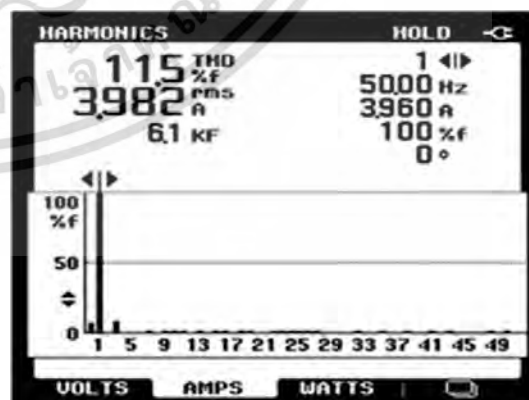 HARMONICS HOLD
11.5 THD %f 1
3.982 rms A 50.00 Hz
6.1 KF 3.960 A
100 %f
0 °
100
%f
50
0
1 5 9 13 17 21 25 29 33 37 41 45 49
VOLTS AMPS WATTS